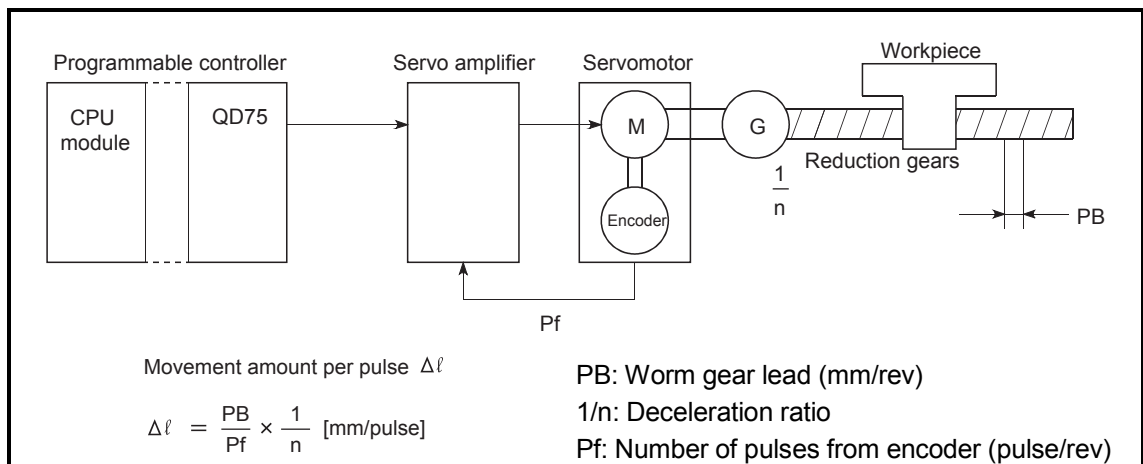 Programmable controller
Servo amplifier
Servomotor
Workpiece
CPU
module
QD75
M
G
Encoder
Reduction gears
1
n
PB
Pf
Movement amount per pulse Δℓ
Δℓ = PB/Pf × 1/n [mm/pulse]
PB: Worm gear lead (mm/rev)
1/n: Deceleration ratio
Pf: Number of pulses from encoder (pulse/rev)